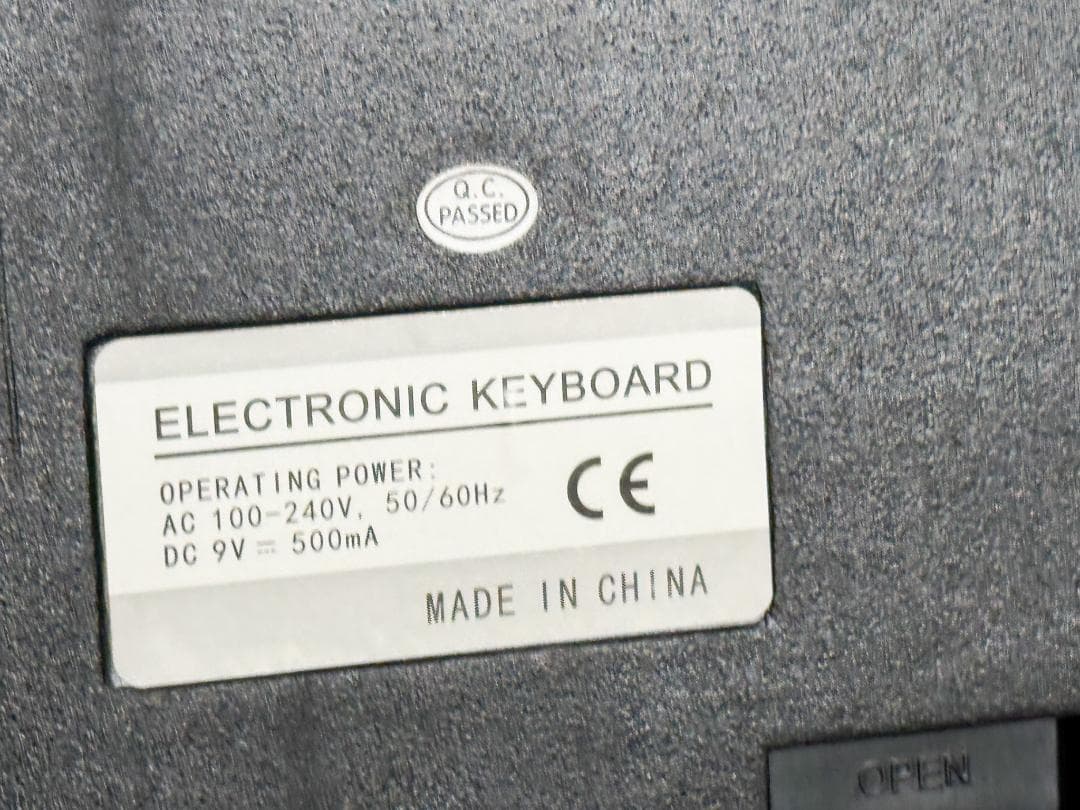 Q.C.
PASSED
ELECTRONIC KEYBOARD
OPERATING POWER:
AC 100-240V, 50/60Hz
DC 9V ⎓ 500mA
CE
MADE IN CHINA
OPEN